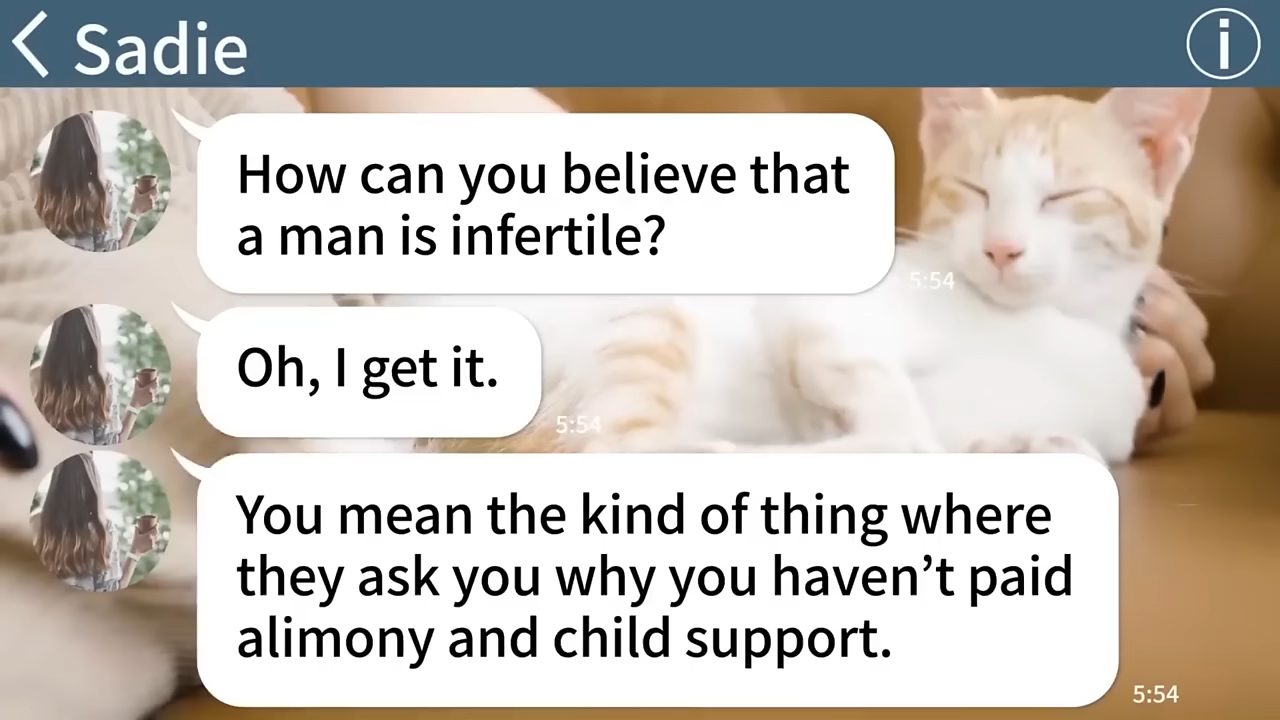 Sadie
How can you believe that
a man is infertile?
5:54
Oh, I get it.
5:54
You mean the kind of thing where
they ask you why you haven’t paid
alimony and child support.
5:54